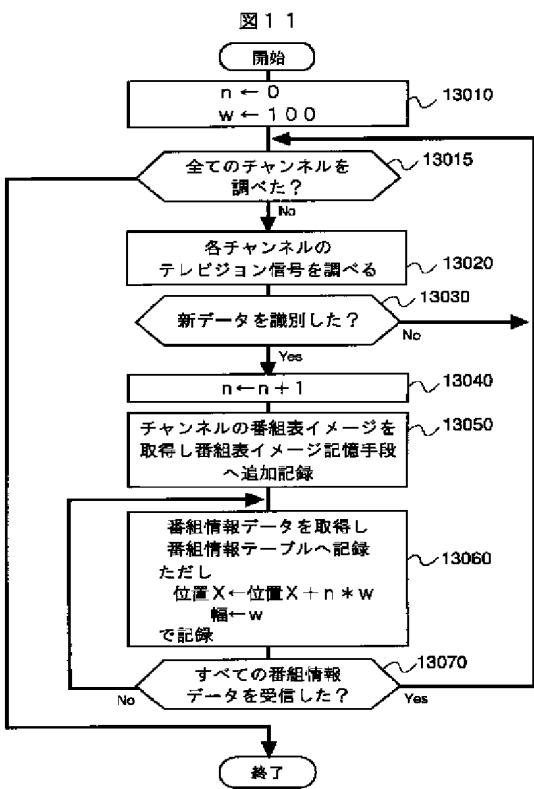 図１１
開始
n ← 0
w ← １００
13010
全てのチャンネルを
調べた？
13015
No
各チャンネルの
テレビジョン信号を調べる
13020
新データを識別した？
13030
No
Yes
n←n＋1
13040
チャンネルの番組表イメージを
取得し番組表イメージ記憶手段
へ追加記録
13050
番組情報データを取得し
番組情報テーブルへ記録
ただし
位置X←位置X＋n＊w
幅←w
で記録
13060
すべての番組情報
データを受信した？
13070
No
Yes
終了